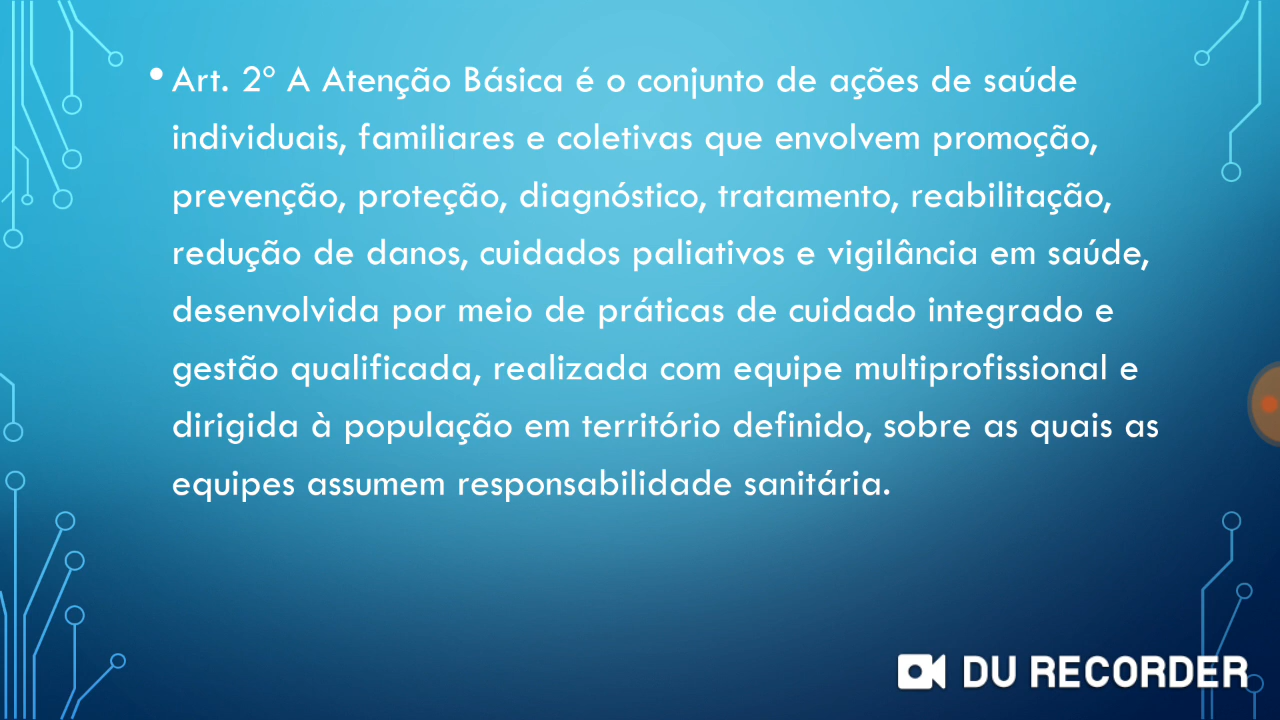 • Art. 2º A Atenção Básica é o conjunto de ações de saúde
individuais, familiares e coletivas que envolvem promoção,
prevenção, proteção, diagnóstico, tratamento, reabilitação,
redução de danos, cuidados paliativos e vigilância em saúde,
desenvolvida por meio de práticas de cuidado integrado e
gestão qualificada, realizada com equipe multiprofissional e
dirigida à população em território definido, sobre as quais as
equipes assumem responsabilidade sanitária.
DU RECORDER